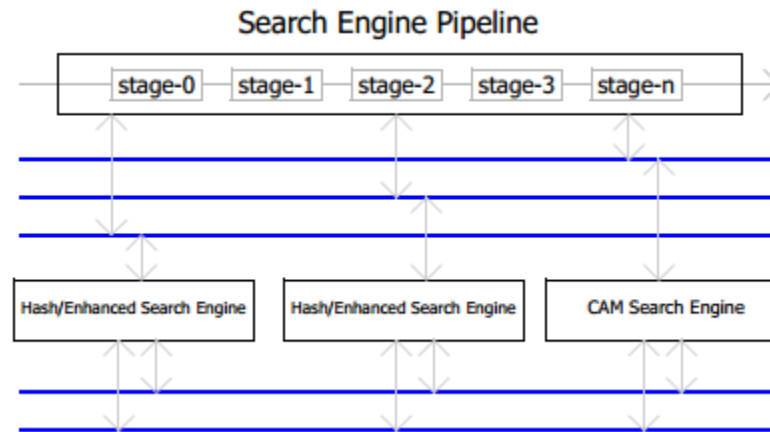 Search Engine Pipeline
stage-0 stage-1 stage-2 stage-3 stage-n
Hash/Enhanced Search Engine Hash/Enhanced Search Engine CAM Search Engine